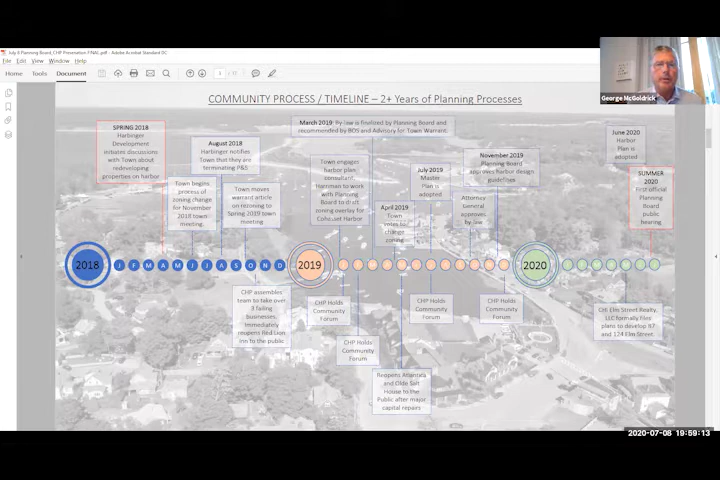 July 8 Planning Board_CHP Presentation FINAL.pdf - Adobe Acrobat Standard DC
File Edit View Window Help
Home Tools Document
George McGoldrick
COMMUNITY PROCESS / TIMELINE – 2+ Years of Planning Processes
SPRING 2018
Harbinger
Development
initiates discussions
with Town about
redeveloping
properties on harbor
August 2018
Harbinger notifies
Town that they are
terminating P&S
March 2019: By-law is finalized by Planning Board and
recommended by BOS and Advisory for Town Warrant.
June 2020
Harbor
Plan is
adopted
Town begins
process of
zoning change
for November
2018 town
meeting.
Town moves
warrant article
on rezoning to
Spring 2019 town
meeting
Town engages
harbor plan
consultant,
Harriman to work
with Planning
Board to draft
zoning overlay for
Cohasset Harbor
April 2019
Town
votes to
change
zoning
July 2019
Master
Plan is
adopted
Attorney
General
approves
by-law
November 2019
Planning Board
approves harbor design
guidelines
SUMMER
2020
First official
Planning
Board
public
hearing
2018 J F M A M J J A S O N D 2019 2020
CHP assembles
team to take over
3 failing
businesses.
Immediately
reopens Red Lion
Inn to the public
CHP Holds
Community
Forum
CHP Holds
Community
Forum
Reopens Atlantica
and Olde Salt
House to the
Public after major
capital repairs
CHP Holds
Community
Forum
CHP Holds
Community
Forum
CHP Elm Street Realty,
LLC formally files
plans to develop 87
and 124 Elm Street.
2020-07-08 19:59:13